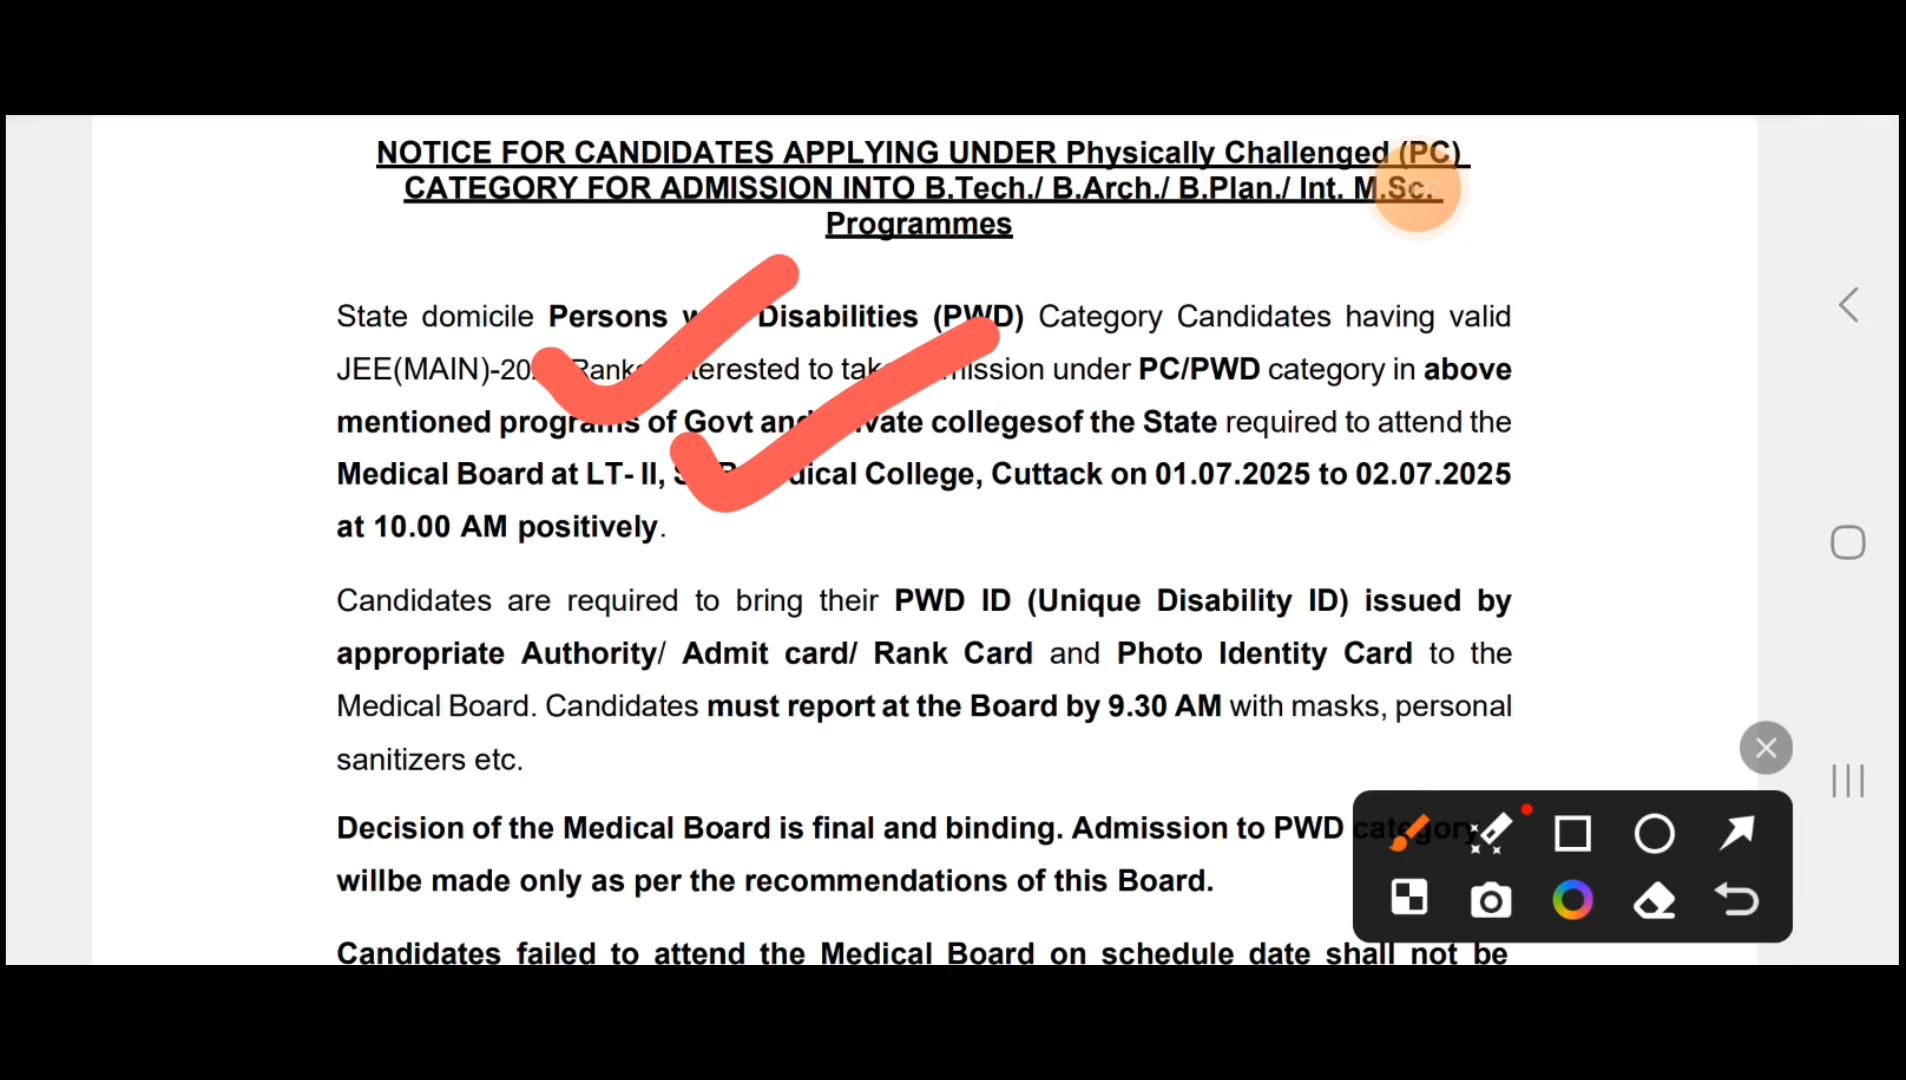 NOTICE FOR CANDIDATES APPLYING UNDER Physically Challenged (PC)
CATEGORY FOR ADMISSION INTO B.Tech./ B.Arch./ B.Plan./ Int. M.Sc.
Programmes
State domicile Persons Disabilities (PWD) Category Candidates having valid
JEE(MAIN)-20 interested to take under PC/PWD category in above
mentioned programs of Govt and Private collegesof the State required to attend the
Medical Board at LT- II, Medical College, Cuttack on 01.07.2025 to 02.07.2025
at 10.00 AM positively.
Candidates are required to bring their PWD ID (Unique Disability ID) issued by
appropriate Authority/ Admit card/ Rank Card and Photo Identity Card to the
Medical Board. Candidates must report at the Board by 9.30 AM with masks, personal
sanitizers etc.
Decision of the Medical Board is final and binding. Admission to PWD category
willbe made only as per the recommendations of this Board.
Candidates failed to attend the Medical Board on schedule date shall not be